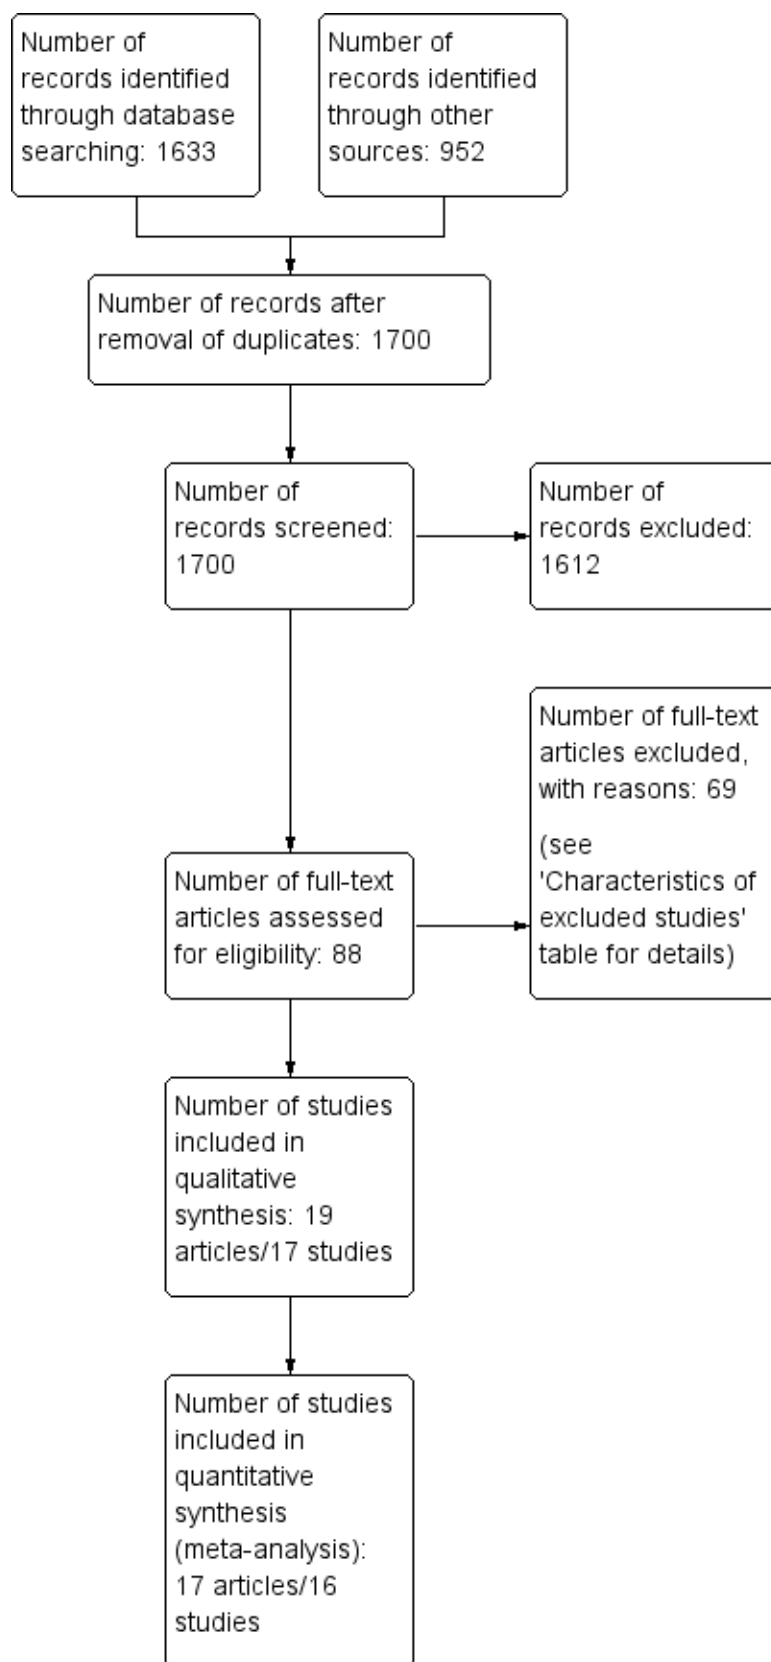 Number of
records identified
through database
searching: 1633
Number of
records identified
through other
sources: 952
Number of records after
removal of duplicates: 1700
Number of
records screened:
1700
Number of
records excluded:
1612
Number of full-text
articles excluded,
with reasons: 69
(see
'Characteristics of
excluded studies'
table for details)
Number of full-text
articles assessed
for eligibility: 88
Number of studies
included in
qualitative
synthesis: 19
articles/17 studies
Number of studies
included in
quantitative
synthesis
(meta-analysis):
17 articles/16
studies